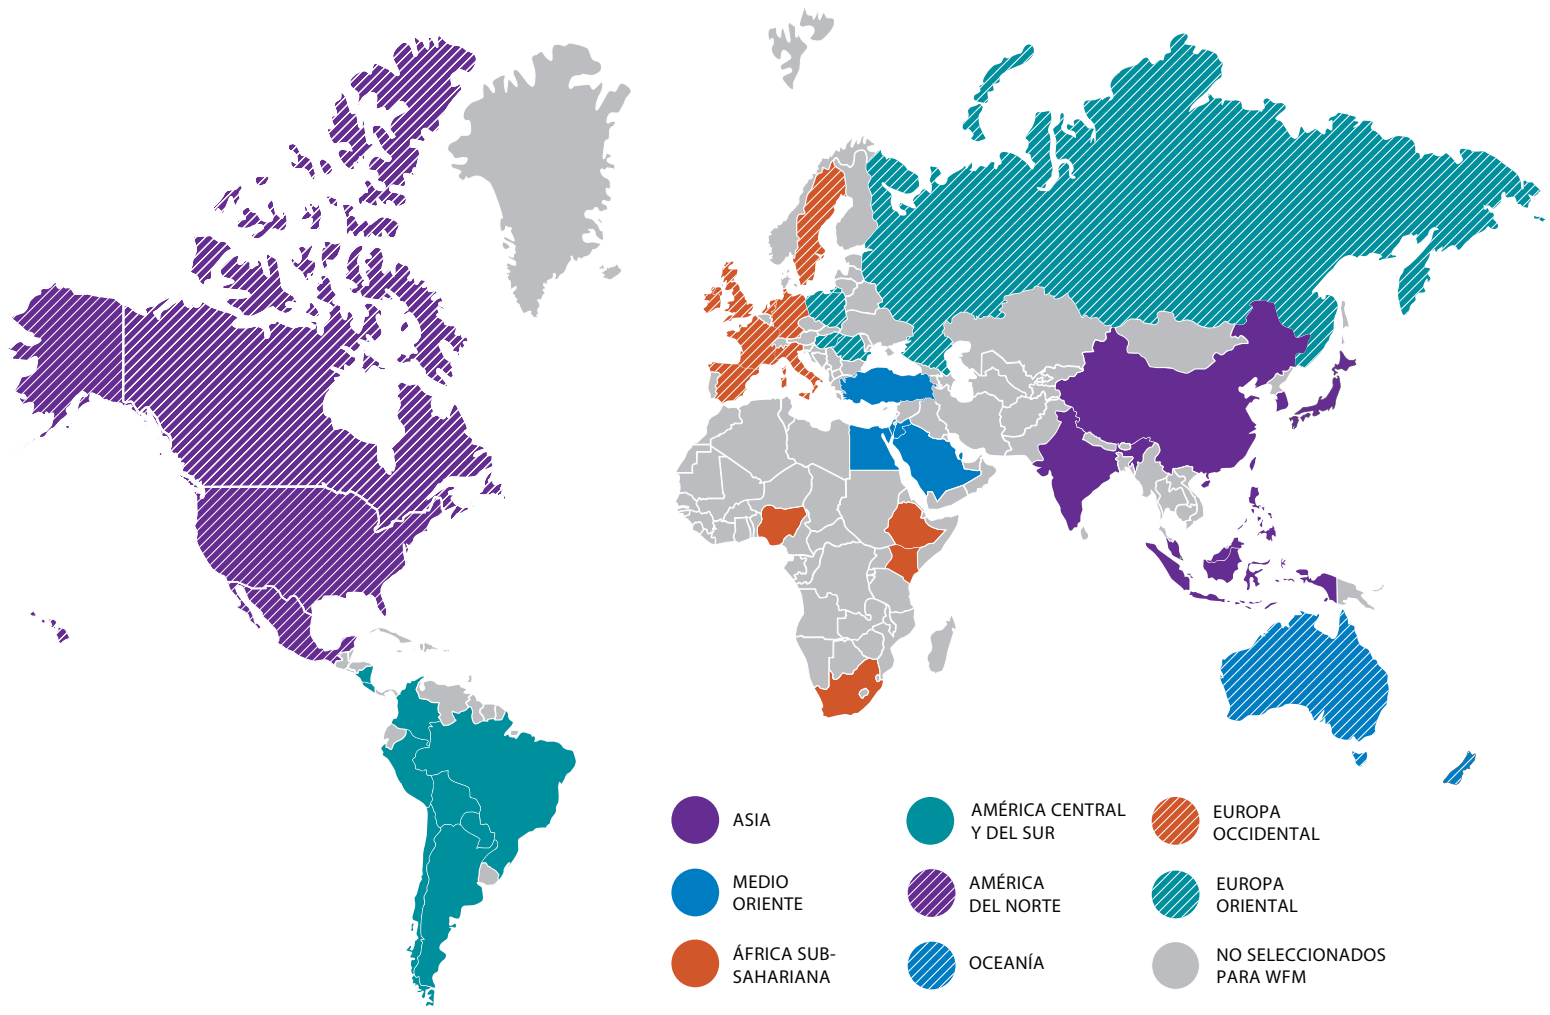 ASIA
AMÉRICA CENTRAL
Y DEL SUR
EUROPA
OCCIDENTAL
MEDIO
ORIENTE
AMÉRICA
DEL NORTE
EUROPA
ORIENTAL
ÁFRICA SUB-
SAHARIANA
OCEANÍA
NO SELECCIONADOS
PARA WFM